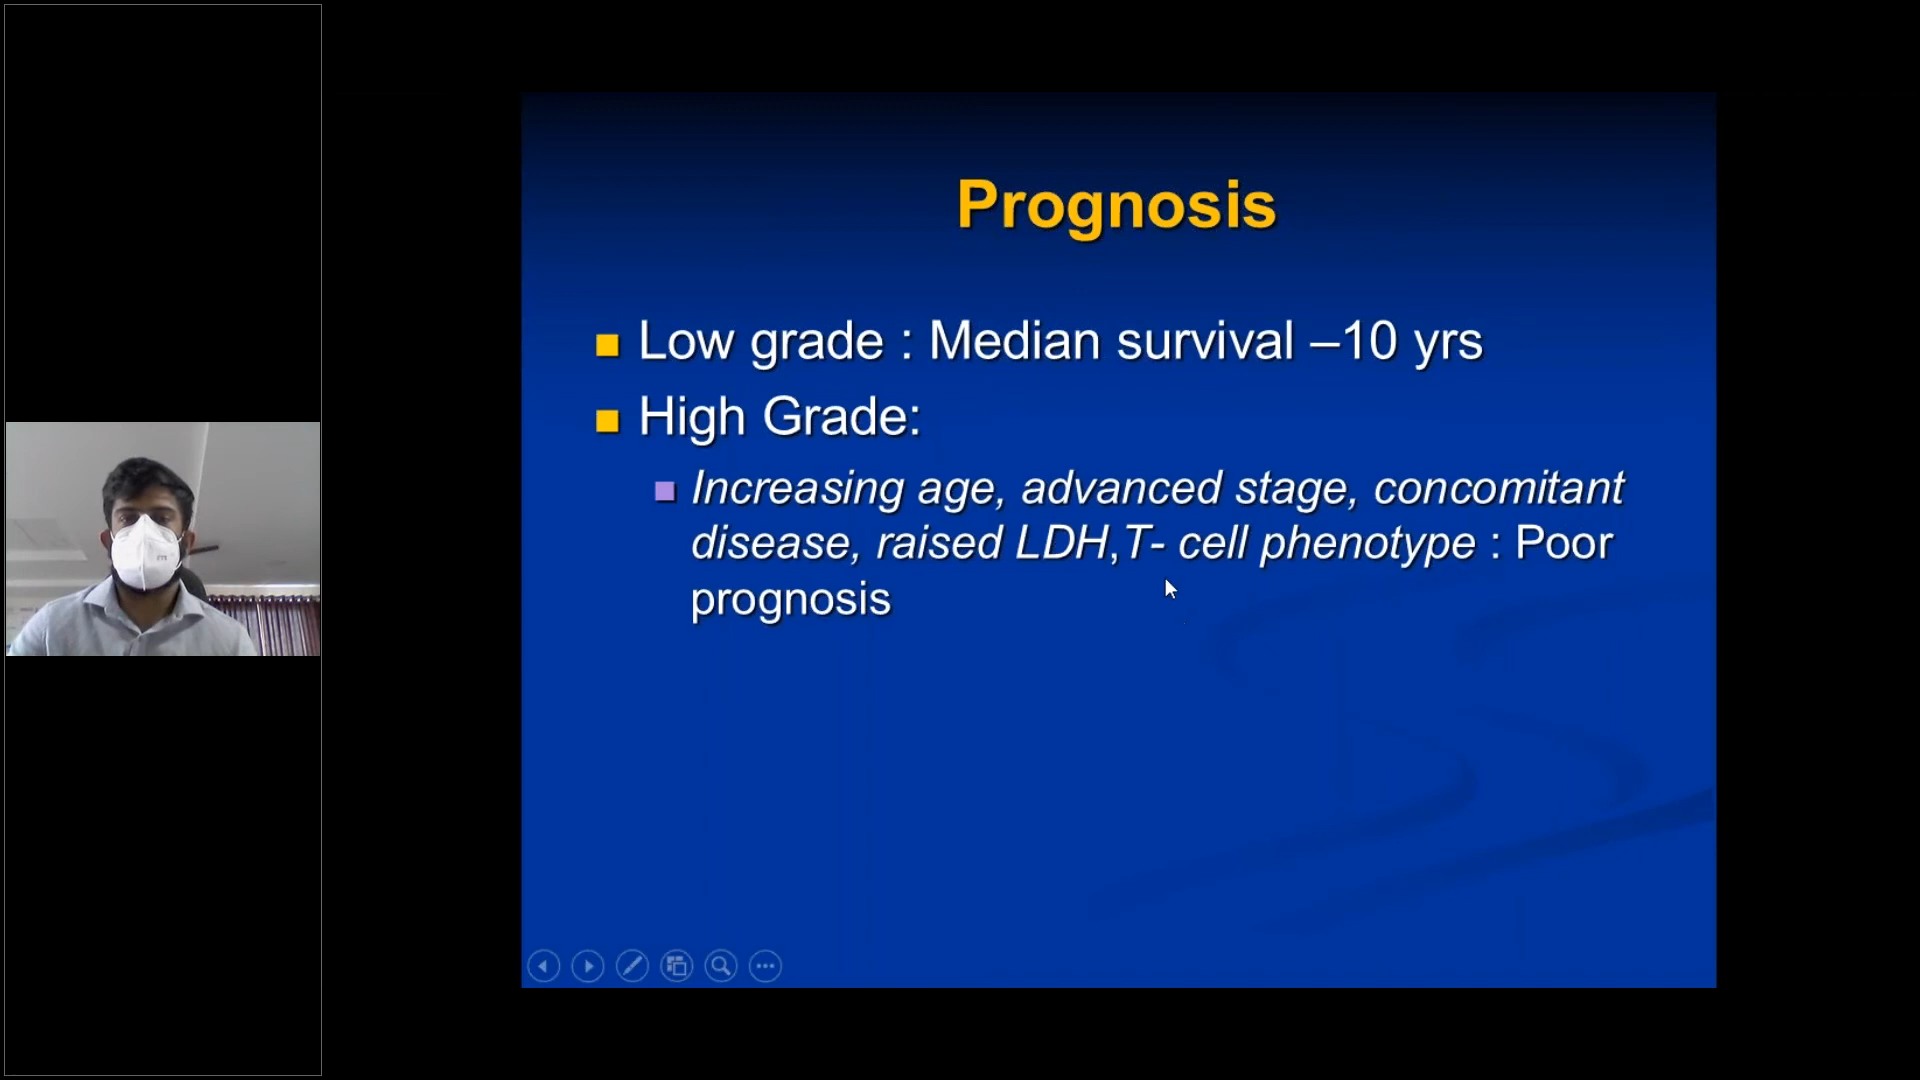 Prognosis
Low grade : Median survival –10 yrs
High Grade:
Increasing age, advanced stage, concomitant
disease, raised LDH,T- cell phenotype : Poor
prognosis